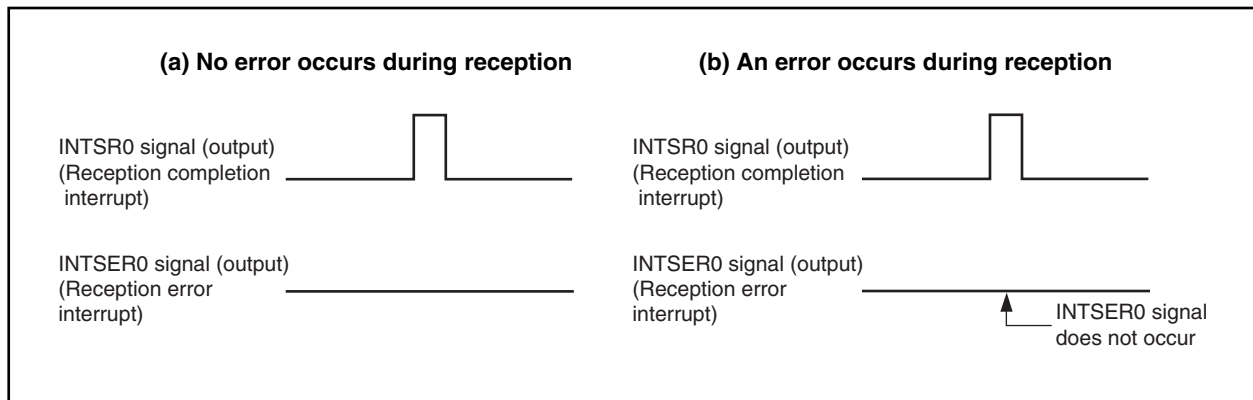 (a) No error occurs during reception
INTSR0 signal (output)
(Reception completion
interrupt)
INTSER0 signal (output)
(Reception error
interrupt)
(b) An error occurs during reception
INTSR0 signal (output)
(Reception completion
interrupt)
INTSER0 signal (output)
(Reception error
interrupt)
INTSER0 signal
does not occur